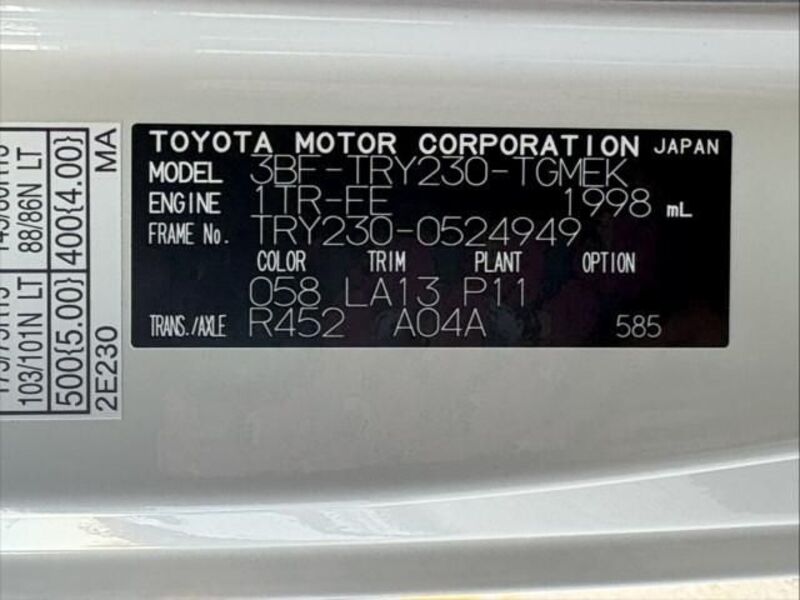 TOYOTA MOTOR CORPORATION JAPAN
MODEL 3BF-TRY230-TGMEK
ENGINE 1TR-FE 1998 mL
FRAME No. TRY230-0524949
COLOR TRIM PLANT OPTION
058 LA13 P11
TRANS./AXLE R452 A04A 585
88/86N LT
400{4.00}
MA
103/101N LT
500{5.00}
2E230